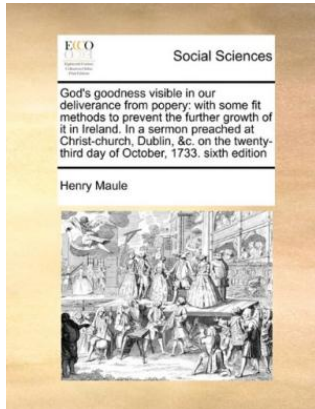 ECCO
Social Sciences
God's goodness visible in our
deliverance from popery: with some fit
methods to prevent the further growth of
it in Ireland. In a sermon preached at
Christ-church, Dublin, &c. on the twenty-
third day of October, 1733. sixth edition
Henry Maule